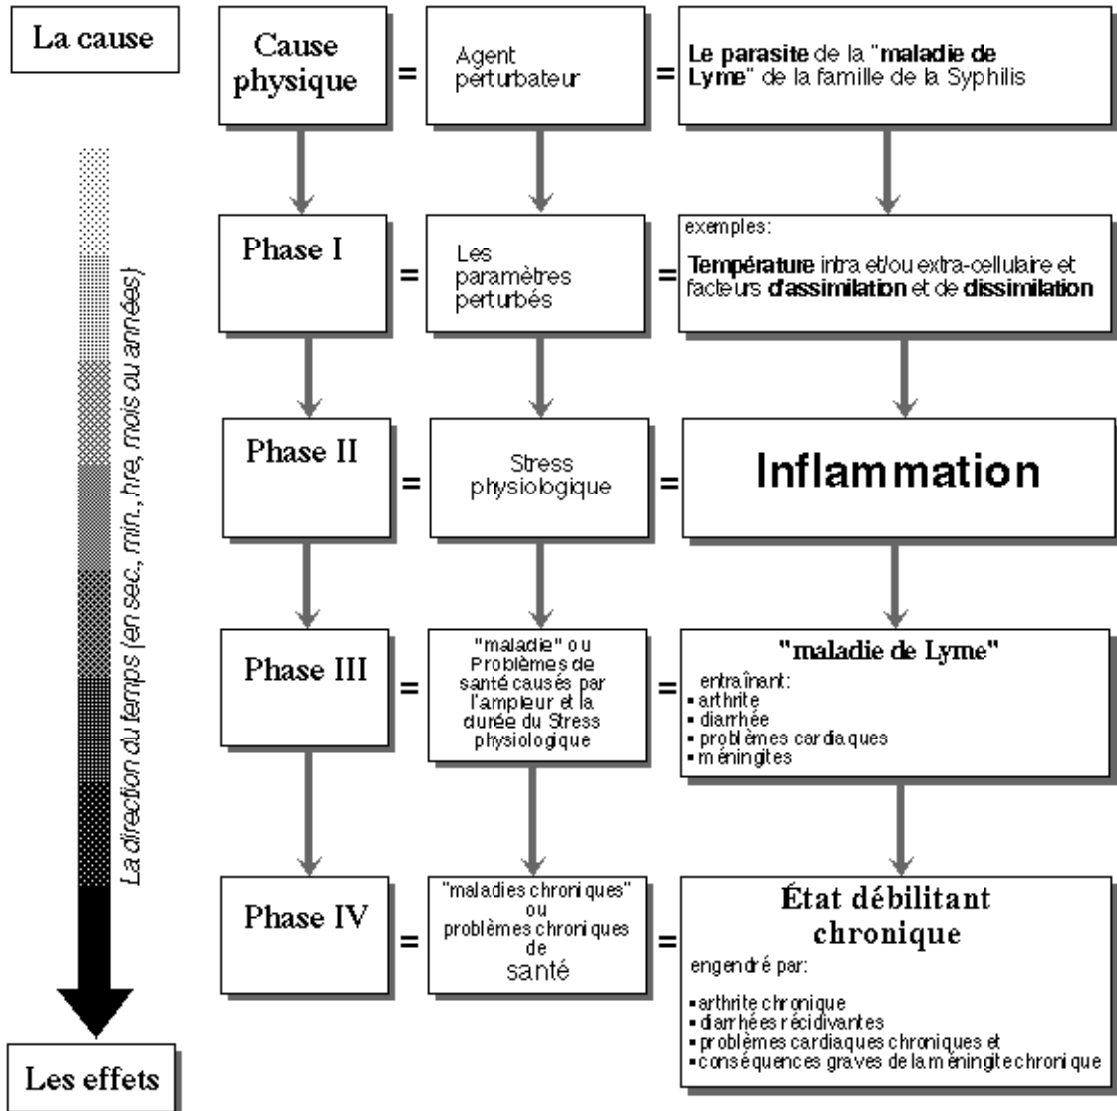 La cause
Cause
physique
=
Agent
perturbateur
=
Le parasite de la "maladie de
Lyme" de la famille de la Syphilis
La direction du temps (en sec., min., hre, mois ou années)
Phase I
=
Les
paramètres
perturbés
=
exemples:
Température intra et/ou extra-cellulaire et
facteurs d'assimilation et de dissimilation
Phase II
=
Stress
physiologique
=
Inflammation
Phase III
=
"maladie" ou
Problèmes de
santé causés par
l'ampleur et la
durée du Stress
physiologique
=
"maladie de Lyme"
entraînant:
▪ arthrite
▪ diarrhée
▪ problèmes cardiaques
▪ méningites
Phase IV
=
"maladies chroniques"
ou
problèmes chroniques
de
santé
=
État débilitant
chronique
engendré par:
▪ arthrite chronique
▪ diarrhées récidivantes
▪ problèmes cardiaques chroniques et
▪ conséquences graves de la méningite chronique
Les effets